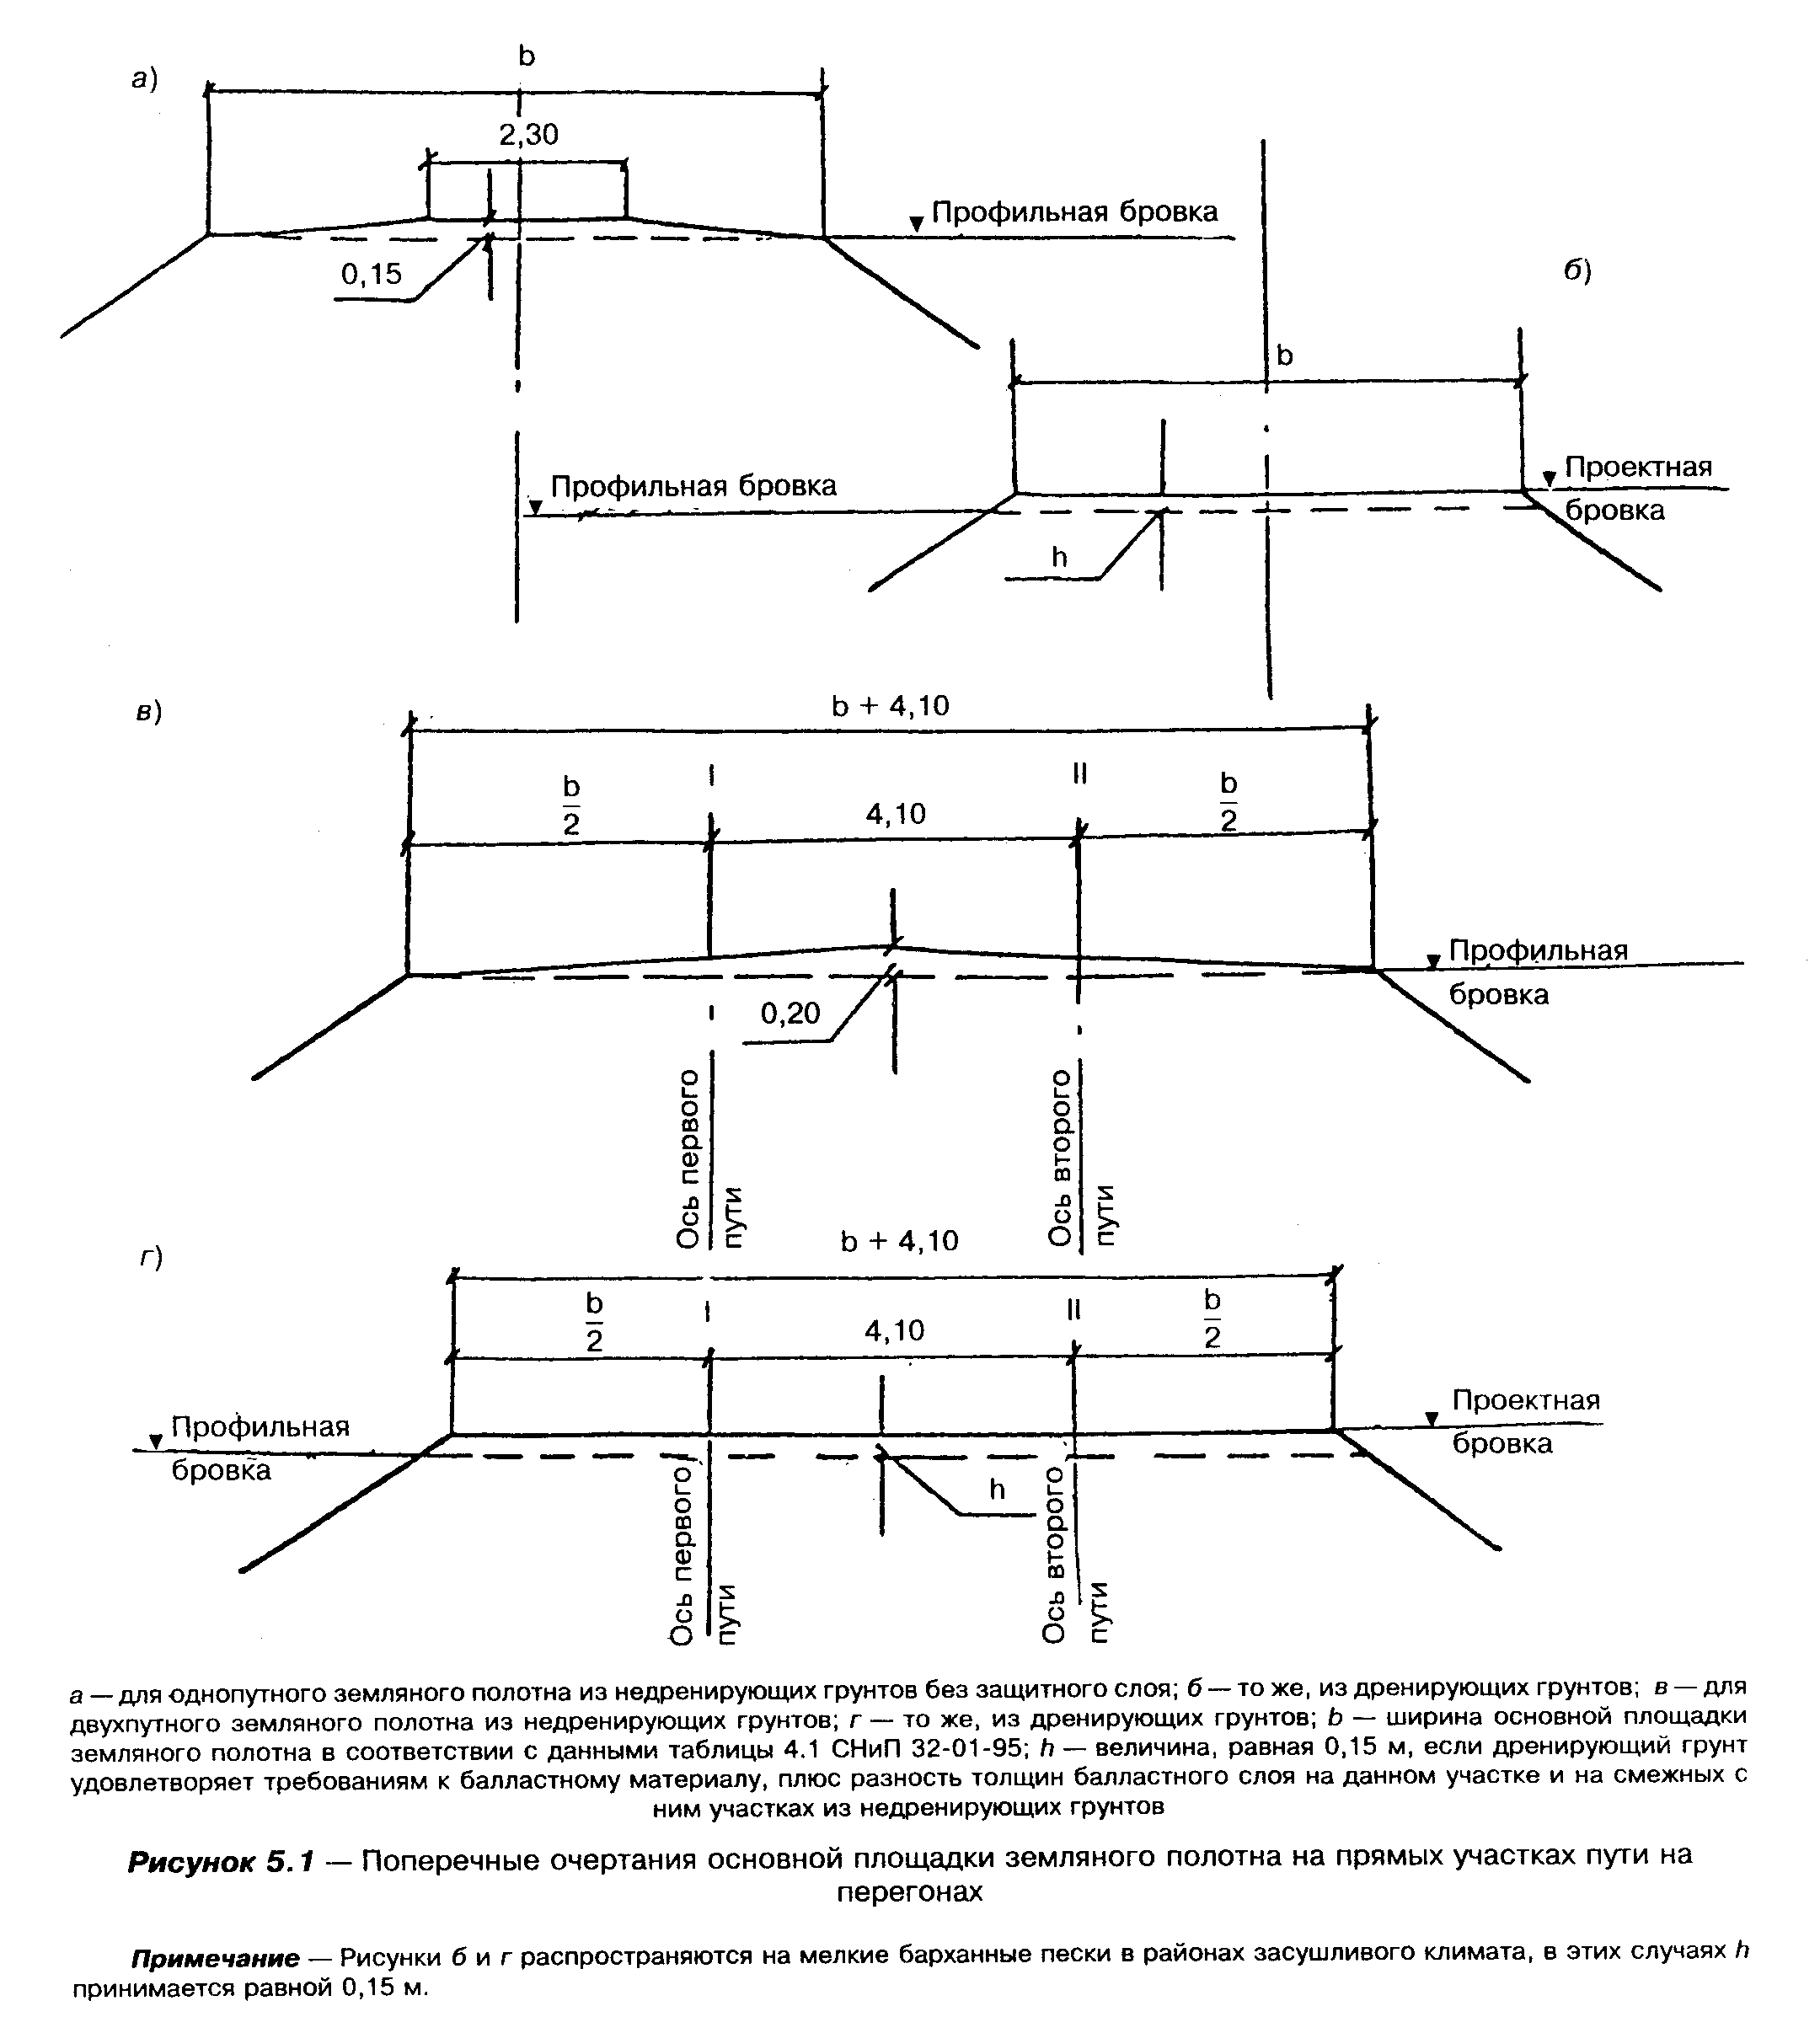 а)
b
2,30
Профильная бровка
0,15
б)
b
Профильная бровка
Проектная
бровка
h
в)
b + 4,10
I
II
b
2
4,10
b
2
Профильная
бровка
0,20
Ось первого
пути
Ось второго
пути
г)
b + 4,10
I
II
b
2
4,10
b
2
Профильная
бровка
Проектная
бровка
h
Ось первого
пути
Ось второго
пути
а — для однопутного земляного полотна из недренирующих грунтов без защитного слоя; б — то же, из дренирующих грунтов; в — для
двухпутного земляного полотна из недренирующих грунтов; г — то же, из дренирующих грунтов; b — ширина основной площадки
земляного полотна в соответствии с данными таблицы 4.1 СНиП 32-01-95; h — величина, равная 0,15 м, если дренирующий грунт
удовлетворяет требованиям к балластному материалу, плюс разность толщин балластного слоя на данном участке и на смежных с
ним участках из недренирующих грунтов
Рисунок 5.1 — Поперечные очертания основной площадки земляного полотна на прямых участках пути на
перегонах
Примечание — Рисунки б и г распространяются на мелкие барханные пески в районах засушливого климата, в этих случаях h
принимается равной 0,15 м.